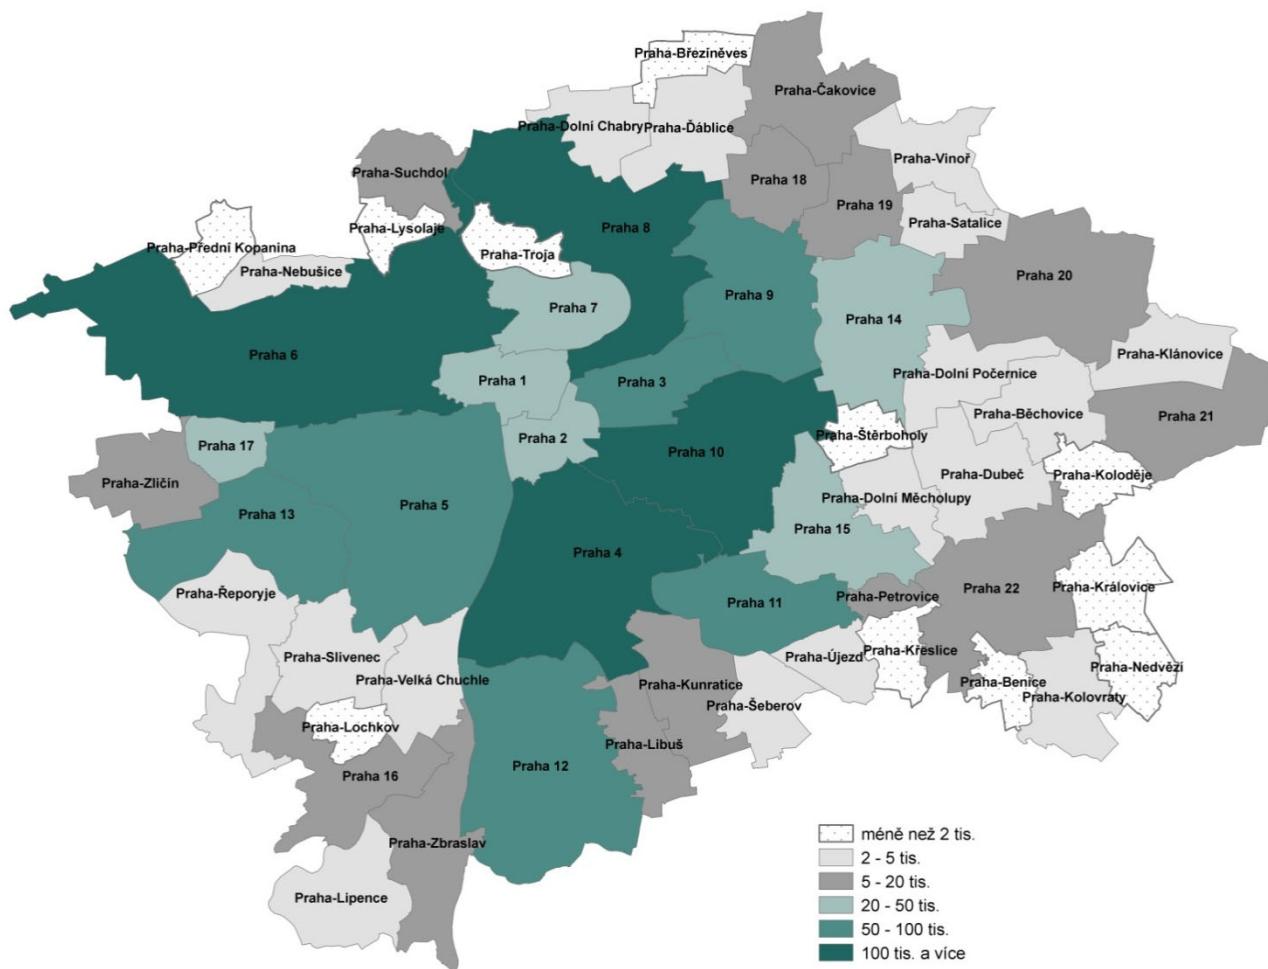 Praha-Březiněves
Praha-Čakovice
Praha-Dolní Chabry
Praha-Ďáblice
Praha-Vinoř
Praha-Suchdol
Praha 18
Praha 19
Praha-Satalice
Praha-Lysolaje
Praha 8
Praha-Přední Kopanina
Praha-Troja
Praha-Nebušice
Praha 20
Praha 9
Praha 7
Praha 14
Praha 6
Praha-Klánovice
Praha 1
Praha 3
Praha-Dolní Počernice
Praha-Běchovice
Praha 21
Praha 17
Praha 2
Praha-Štěrboholy
Praha 10
Praha-Dubeč
Praha-Koloděje
Praha-Zličín
Praha-Dolní Měcholupy
Praha 5
Praha 13
Praha 15
Praha 4
Praha-Řeporyje
Praha 11
Praha-Petrovice
Praha 22
Praha-Královice
Praha-Slivenec
Praha-Újezd
Praha-Křeslice
Praha-Nedvězí
Praha-Velká Chuchle
Praha-Kunratice
Praha-Benice
Praha-Kolovraty
Praha-Šeberov
Praha-Lochkov
Praha-Libuš
Praha 12
Praha 16
Praha-Zbraslav
Praha-Lipence
méně než 2 tis.
2 - 5 tis.
5 - 20 tis.
20 - 50 tis.
50 - 100 tis.
100 tis. a více